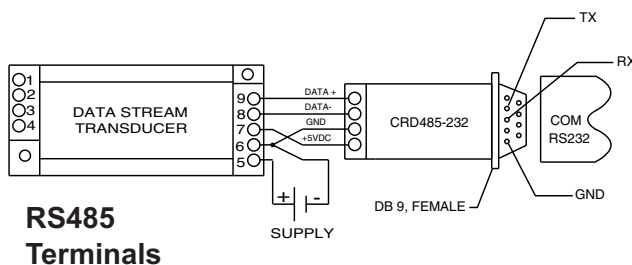 TX
RX
1
2
3
4
DATA STREAM
TRANSDUCER
9
8
7
6
5
DATA +
DATA-
GND
+5VDC
CRD485-232
COM
RS232
GND
DB 9, FEMALE
+
-
SUPPLY
RS485
Terminals